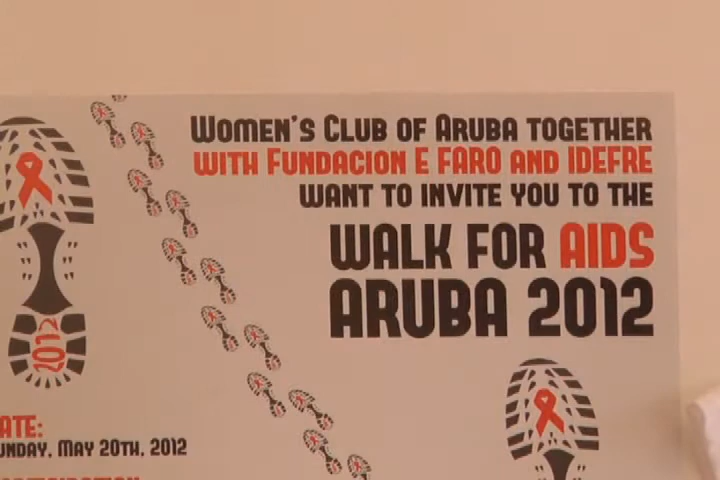 WOMEN'S CLUB OF ARUBA TOGETHER
WITH FUNDACION E FARO AND IDEFRE
WANT TO INVITE YOU TO THE
WALK FOR AIDS
ARUBA 2012
2012
ATE:
UNDAY, MAY 20TH, 2012